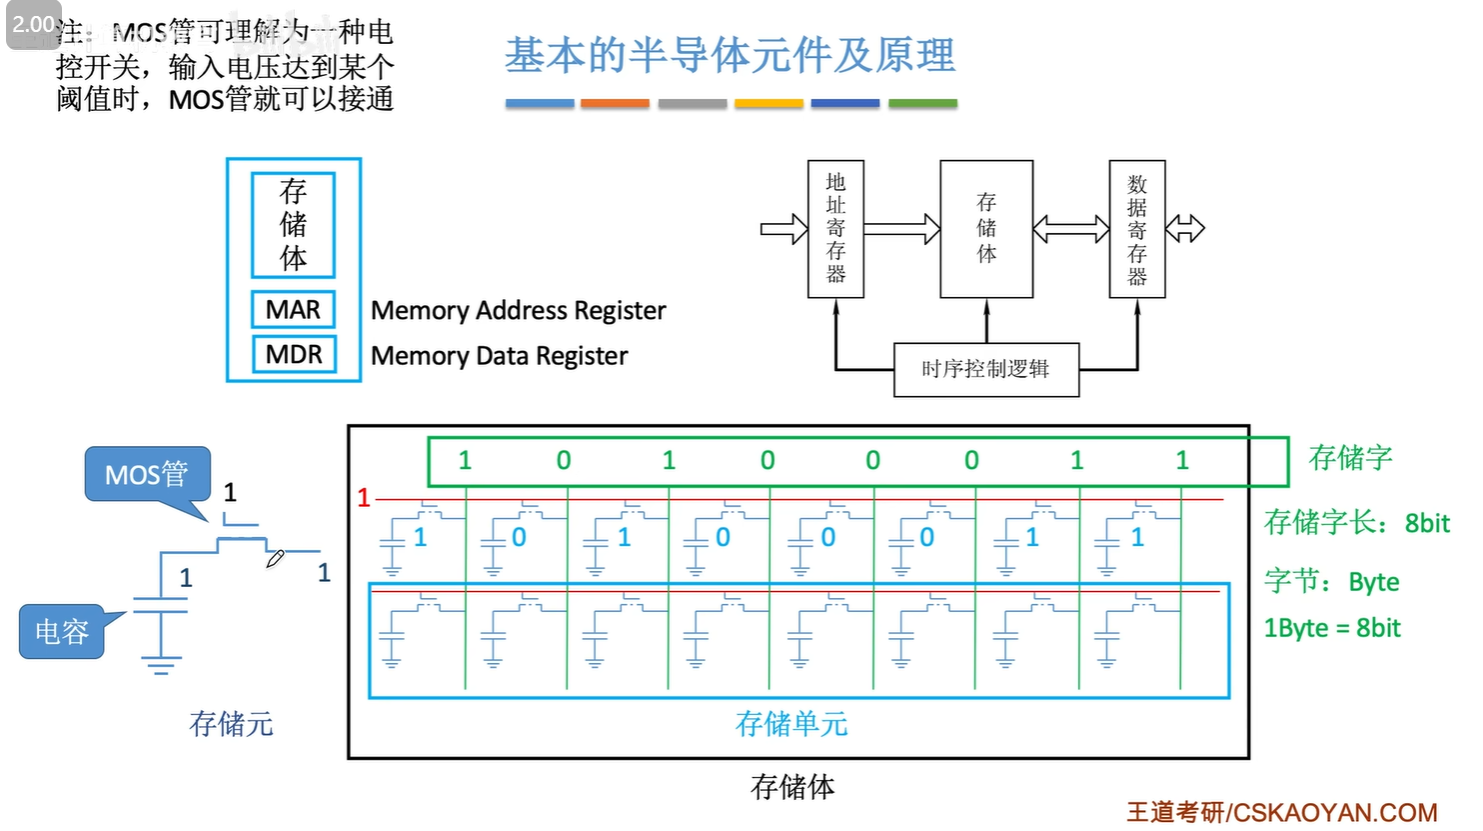 2.00
注：MOS管可理解为一种电
控开关，输入电压达到某个
阈值时，MOS管就可以接通
基本的半导体元件及原理
存
储
体
MAR
Memory Address Register
MDR
Memory Data Register
地
址
寄
存
器
存
储
体
数
据
寄
存
器
时序控制逻辑
MOS管
1
1
1
电容
存储元
1 0 1 0 0 0 1 1
存储字
1
1 0 1 0 0 0 1 1
存储字长：8bit
字节：Byte
1Byte = 8bit
存储单元
存储体
王道考研/CSKAOYAN.COM